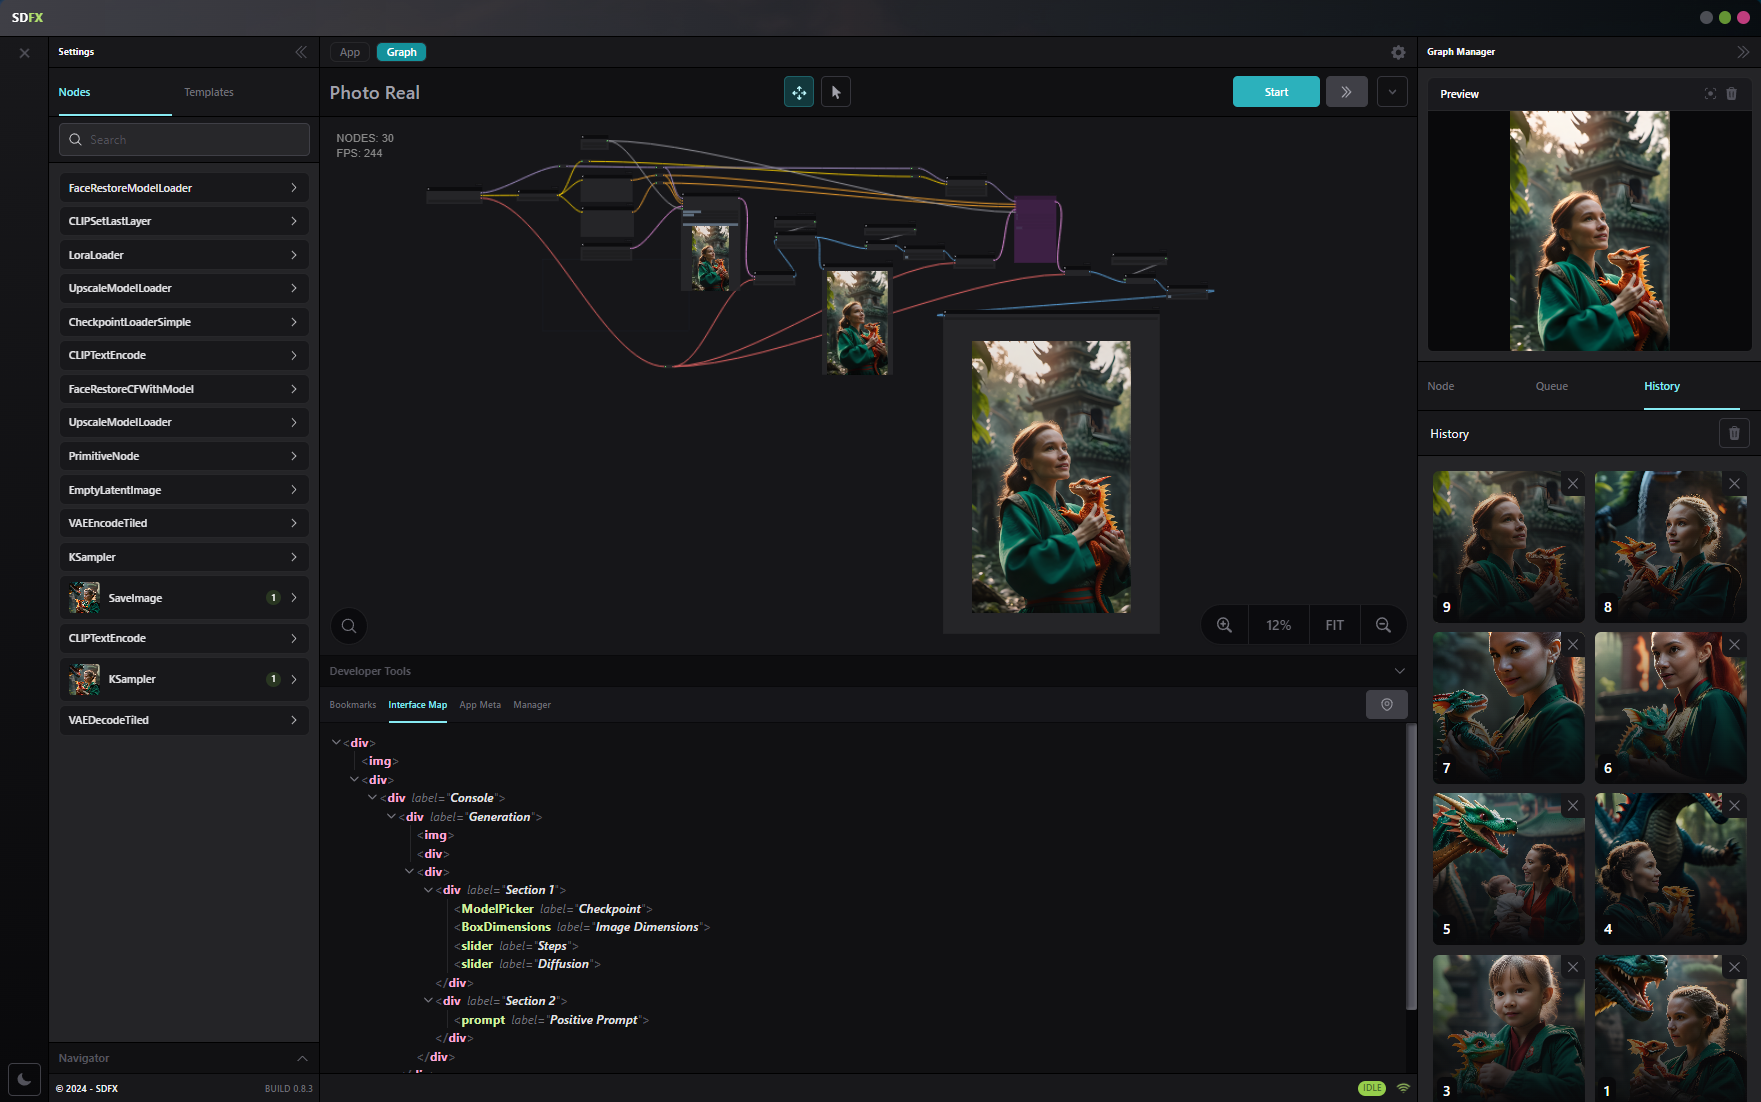 SDFX
Settings
Nodes
Templates
Search
FaceRestoreModelLoader
CLIPSetLastLayer
LoraLoader
UpscaleModelLoader
CheckpointLoaderSimple
CLIPTextEncode
FaceRestoreCFWithModel
UpscaleModelLoader
PrimitiveNode
EmptyLatentImage
VAEEncodeTiled
KSampler
SaveImage 1
CLIPTextEncode
KSampler 1
VAEDecodeTiled
Navigator
© 2024 - SDFX BUILD 0.8.3
App Graph
Photo Real
Start
NODES: 30
FPS: 244
12% FIT
Developer Tools
Bookmarks Interface Map App Meta Manager
<div>
<img>
<div>
<div label="Console">
<div label="Generation">
<img>
<div>
<div>
<div label="Section 1">
<ModelPicker label="Checkpoint">
<BoxDimensions label="Image Dimensions">
<slider label="Steps">
<slider label="Diffusion">
</div>
<div label="Section 2">
<prompt label="Positive Prompt">
</div>
</div>
IDLE
Graph Manager
Preview
Node Queue History
History
9 8
7 6
5 4
3 1